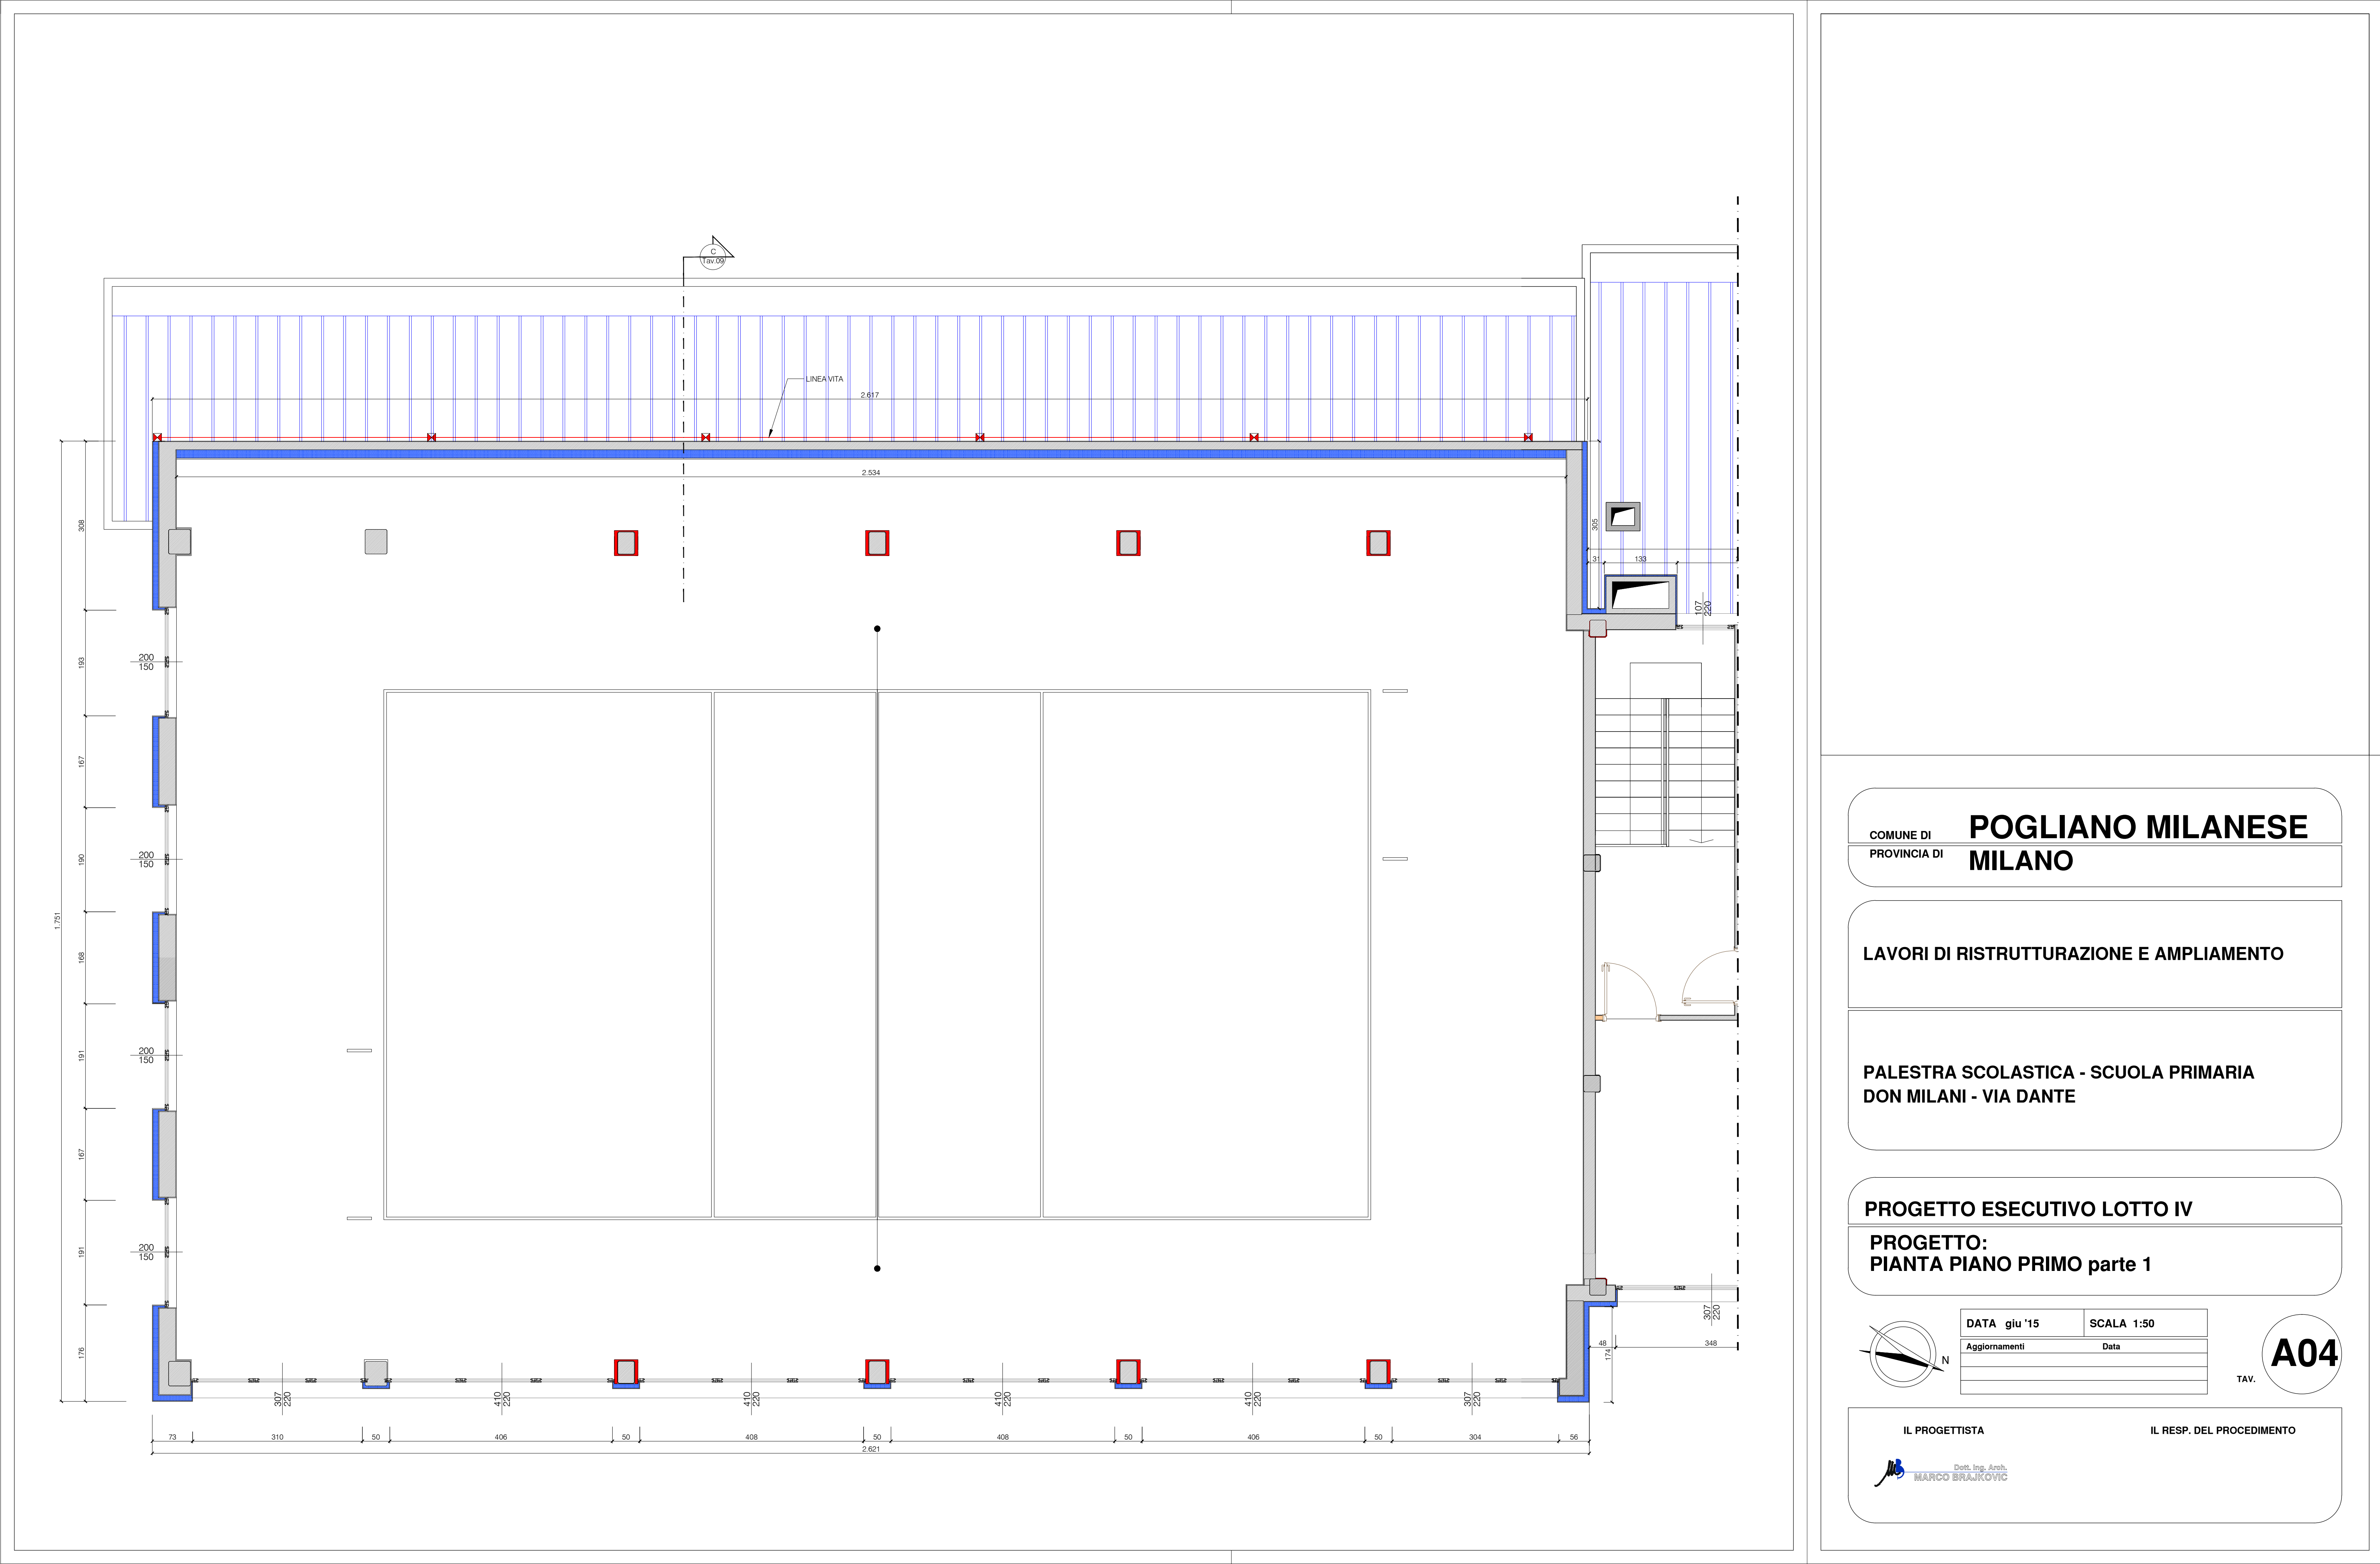 C
Tav.09
LINEA VITA
2.617
2.534
308
193
167
190
168
191
167
191
176
1.751
200
150
200
150
200
150
200
150
305
31
133
107
220
307
220
48
348
174
307
220
410
220
410
220
410
220
410
220
307
220
73
310
50
406
50
408
50
408
50
406
50
304
56
2.621
COMUNE DI POGLIANO MILANESE
PROVINCIA DI MILANO
LAVORI DI RISTRUTTURAZIONE E AMPLIAMENTO
PALESTRA SCOLASTICA - SCUOLA PRIMARIA
DON MILANI - VIA DANTE
PROGETTO ESECUTIVO LOTTO IV
PROGETTO:
PIANTA PIANO PRIMO parte 1
N
DATA giu '15
SCALA 1:50
Aggiornamenti
Data
TAV.
A04
IL PROGETTISTA
IL RESP. DEL PROCEDIMENTO
Dott. Ing. Arch.
MARCO BRAJKOVIC